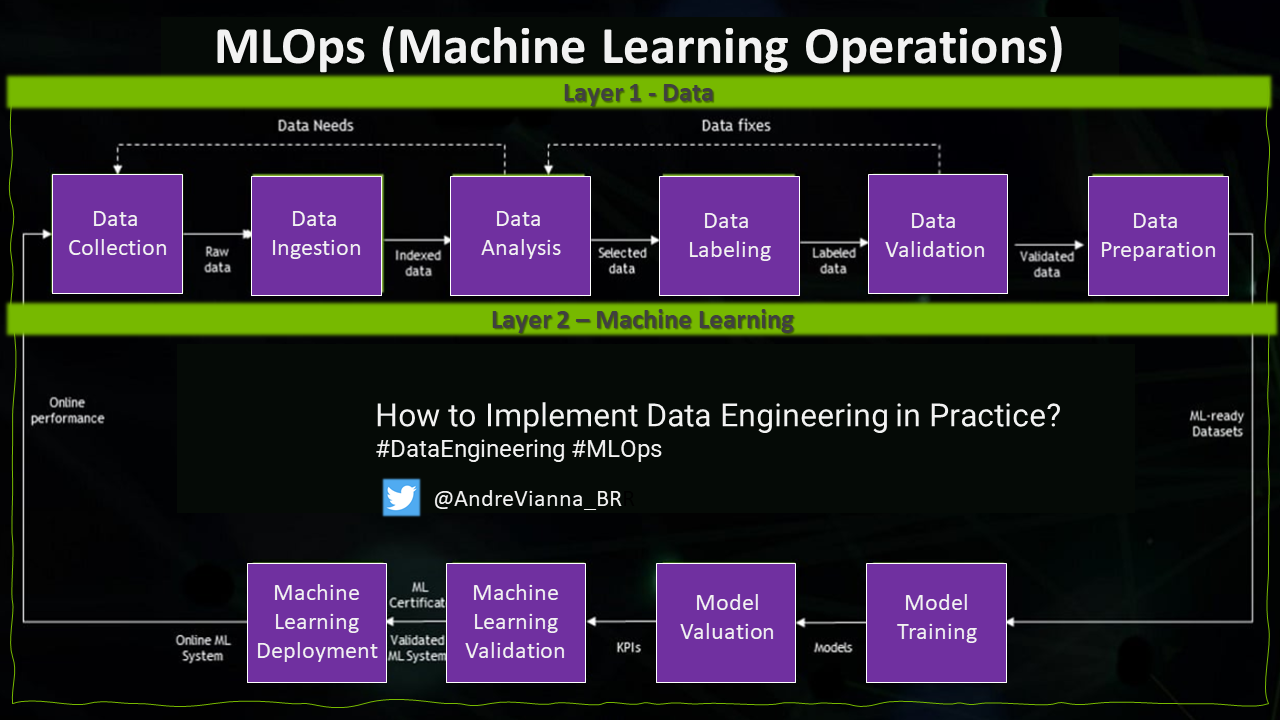 MLOps (Machine Learning Operations)
Layer 1 - Data
Data Needs
Data fixes
Data
Collection
Raw
data
Data
Ingestion
Indexed
data
Data
Analysis
Selected
data
Data
Labeling
Labeled
data
Data
Validation
Validated
data
Data
Preparation
Layer 2 – Machine Learning
Online
performance
How to Implement Data Engineering in Practice?
#DataEngineering #MLOps
@AndreVianna_BR
ML-ready
Datasets
Online ML
System
Machine
Learning
Deployment
ML
Certificat
Validated
ML System
Machine
Learning
Validation
KPIs
Model
Valuation
Models
Model
Training